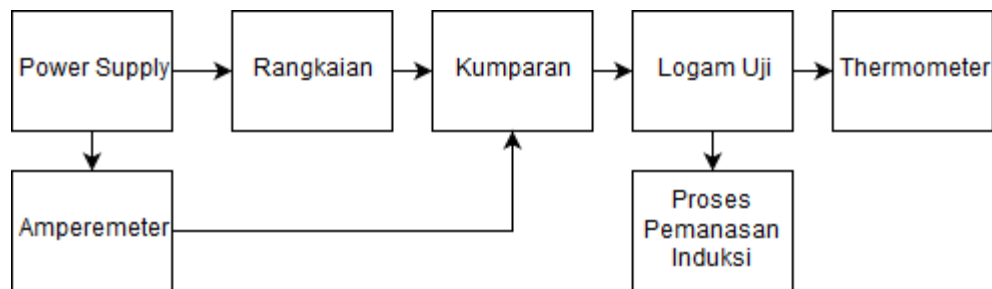 Power Supply
Rangkaian
Kumparan
Logam Uji
Thermometer
Amperemeter
Proses
Pemanasan
Induksi